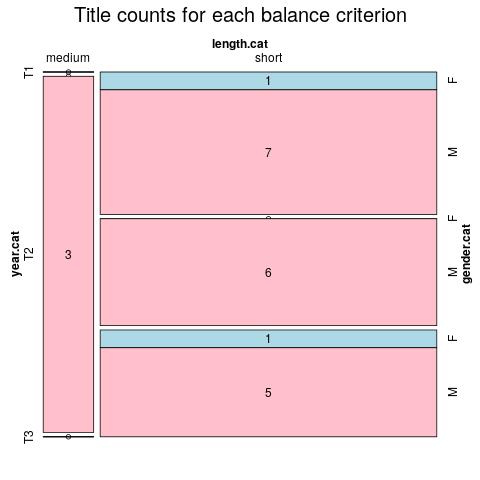 Title counts for each balance criterion
length.cat
medium short
T1
1
F
7
M
year.cat
T2
3
F
6
M
gender.cat
1
F
5
M
T3
0